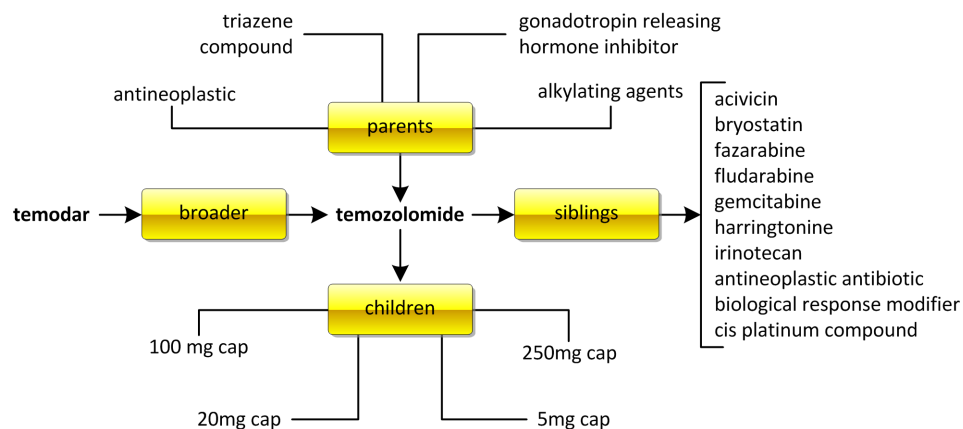 triazene
compound
gonadotropin releasing
hormone inhibitor
antineoplastic
alkylating agents
parents
temodar
broader
temozolomide
siblings
acivicin
bryostatin
fazarabine
fludarabine
gemcitabine
harringtonine
irinotecan
antineoplastic antibiotic
biological response modifier
cis platinum compound
children
100 mg cap
250mg cap
20mg cap
5mg cap